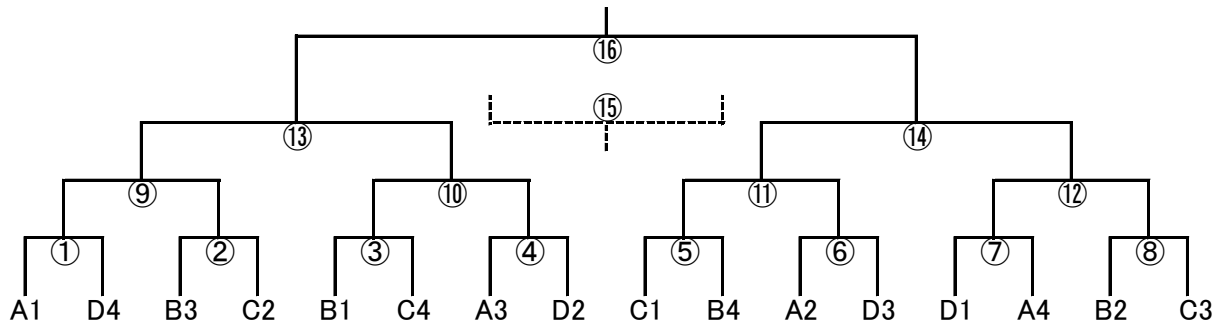 ⑯
⑮
⑬ ⑭
⑨ ⑩ ⑪ ⑫
① ② ③ ④ ⑤ ⑥ ⑦ ⑧
A1 D4 B3 C2 B1 C4 A3 D2 C1 B4 A2 D3 D1 A4 B2 C3